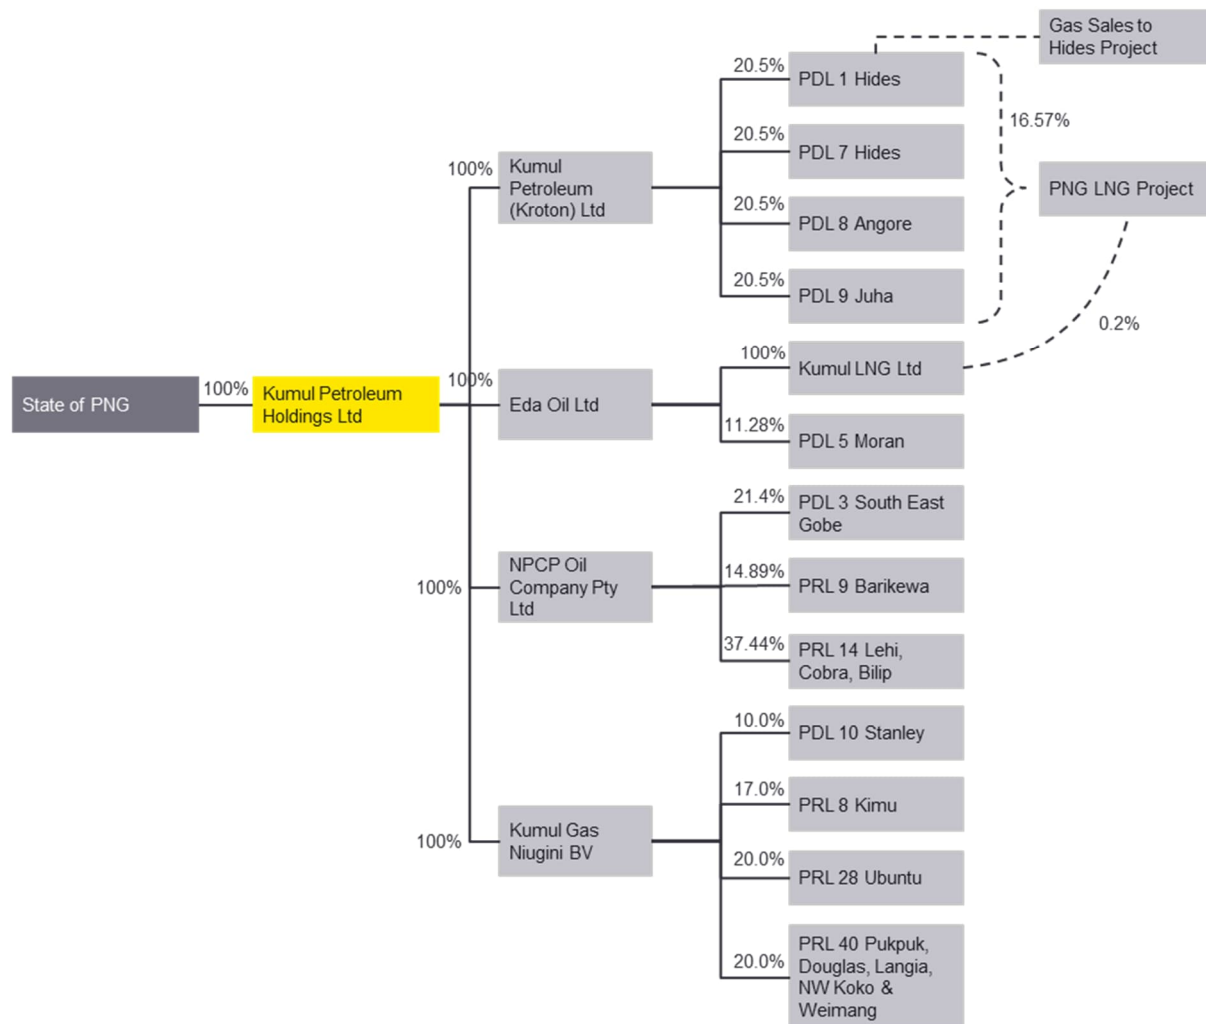 Gas Sales to
Hides Project
20.5%
PDL 1 Hides
16.57%
20.5%
PDL 7 Hides
100%
Kumul
Petroleum
(Kroton) Ltd
PNG LNG Project
20.5%
PDL 8 Angore
20.5%
PDL 9 Juha
0.2%
100%
Kumul LNG Ltd
State of PNG
100%
Kumul Petroleum
Holdings Ltd
100%
Eda Oil Ltd
11.28%
PDL 5 Moran
21.4%
PDL 3 South East
Gobe
100%
NPCP Oil
Company Pty
Ltd
14.89%
PRL 9 Barikewa
37.44%
PRL 14 Lehi,
Cobra, Bilip
10.0%
PDL 10 Stanley
17.0%
PRL 8 Kimu
100%
Kumul Gas
Niugini BV
20.0%
PRL 28 Ubuntu
20.0%
PRL 40 Pukpuk,
Douglas, Langia,
NW Koko &
Weimang